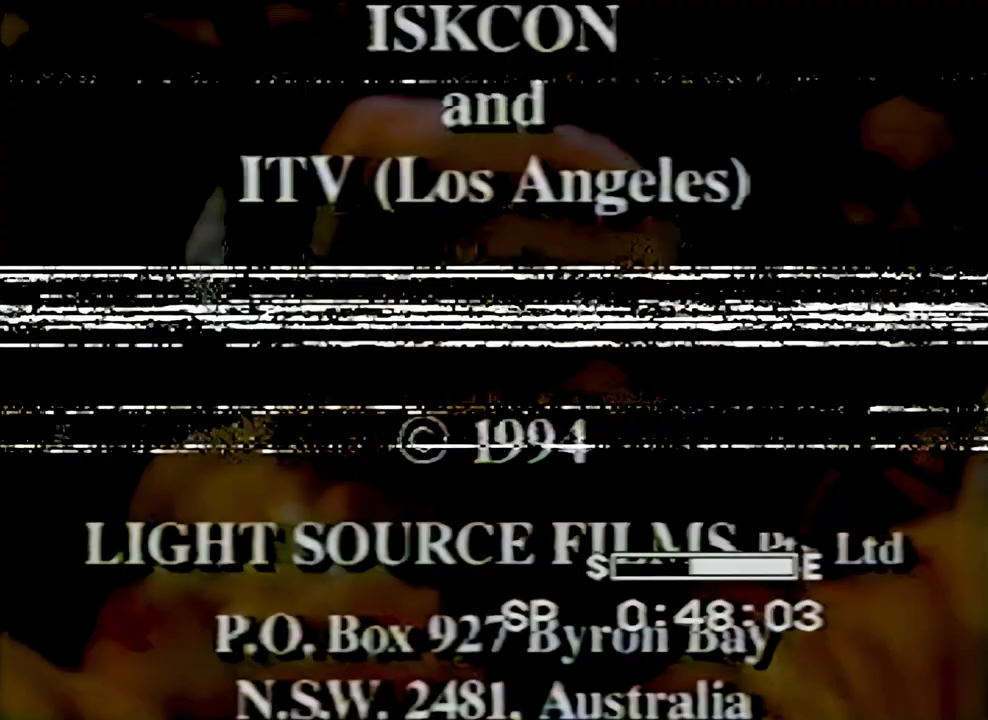 ISKCON
and
ITV (Los Angeles)
© 1994
LIGHT SOURCE FILMS Pty Ltd
S E
SP 0:48:03
P.O. Box 927 Byron Bay
N.S.W. 2481, Australia